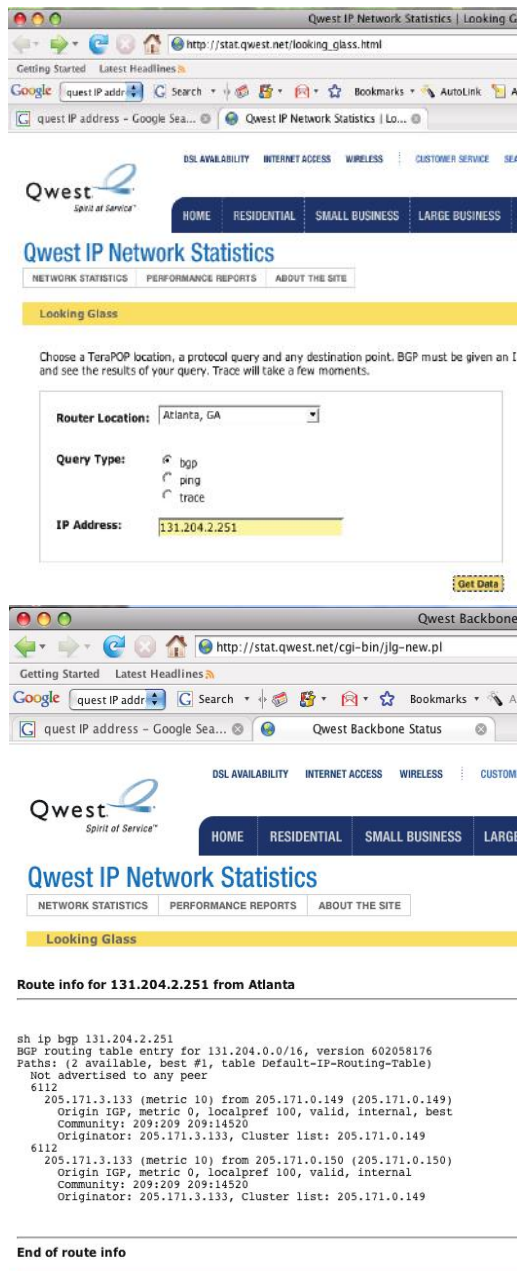 Qwest IP Network Statistics | Looking G
http://stat.qwest.net/looking_glass.html
Getting Started Latest Headlines
Google quest IP addr G Search Bookmarks AutoLink A
G quest IP address – Google Sea... Qwest IP Network Statistics | Lo...
DSL AVAILABILITY INTERNET ACCESS WIRELESS CUSTOMER SERVICE SEA
Qwest
Spirit of Service™
HOME RESIDENTIAL SMALL BUSINESS LARGE BUSINESS
Qwest IP Network Statistics
NETWORK STATISTICS PERFORMANCE REPORTS ABOUT THE SITE
Looking Glass
Choose a TeraPOP location, a protocol query and any destination point. BGP must be given an I
and see the results of your query. Trace will take a few moments.
Router Location: Atlanta, GA
Query Type: bgp
ping
trace
IP Address: 131.204.2.251
Get Data
Qwest Backbone
http://stat.qwest.net/cgi-bin/jlg-new.pl
Getting Started Latest Headlines
Google quest IP addr G Search Bookmarks A
G quest IP address – Google Sea... Qwest Backbone Status
DSL AVAILABILITY INTERNET ACCESS WIRELESS CUSTOM
Qwest.
Spirit of Service™
HOME RESIDENTIAL SMALL BUSINESS LARGE
Qwest IP Network Statistics
NETWORK STATISTICS PERFORMANCE REPORTS ABOUT THE SITE
Looking Glass
Route info for 131.204.2.251 from Atlanta
sh ip bgp 131.204.2.251
BGP routing table entry for 131.204.0.0/16, version 602058176
Paths: (2 available, best #1, table Default-IP-Routing-Table)
Not advertised to any peer
6112
205.171.3.133 (metric 10) from 205.171.0.149 (205.171.0.149)
Origin IGP, metric 0, localpref 100, valid, internal, best
Community: 209:209 209:14520
Originator: 205.171.3.133, Cluster list: 205.171.0.149
6112
205.171.3.133 (metric 10) from 205.171.0.150 (205.171.0.150)
Origin IGP, metric 0, localpref 100, valid, internal
Community: 209:209 209:14520
Originator: 205.171.3.133, Cluster list: 205.171.0.149
End of route info